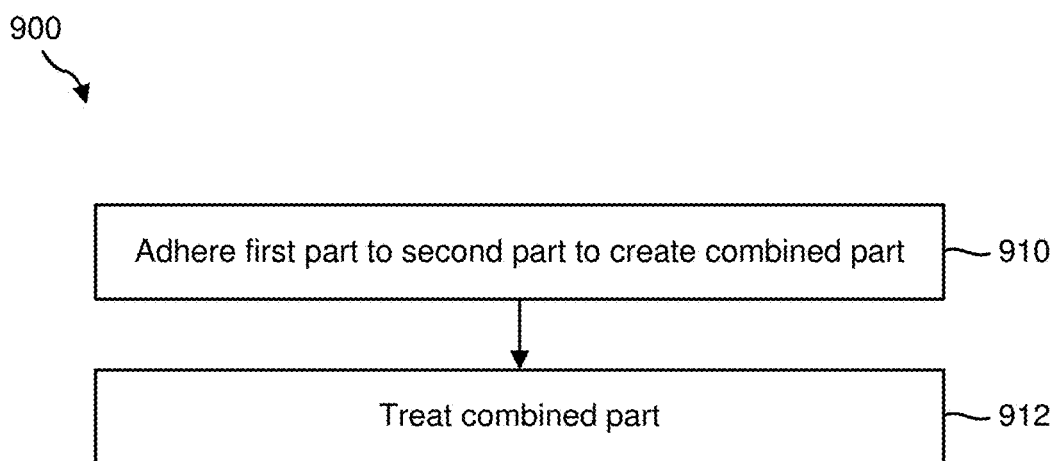 900
Adhere first part to second part to create combined part
910
Treat combined part
912